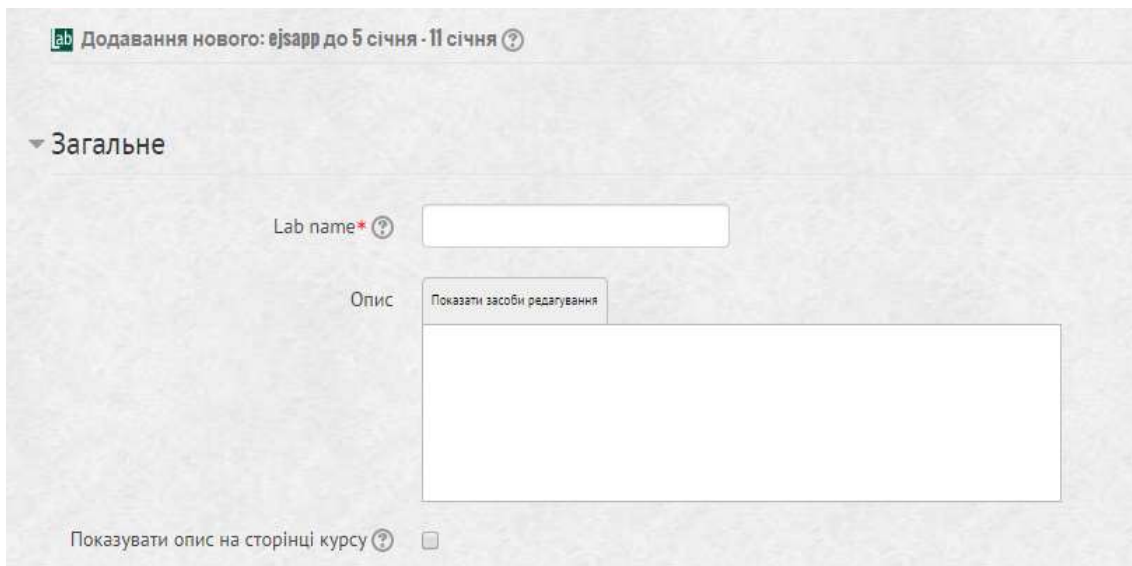 ab Додавання нового: ejsapp до 5 січня - 11 січня ?
Загальне
Lab name* ?
Опис
Показати засоби редагування
Показувати опис на сторінці курсу ?